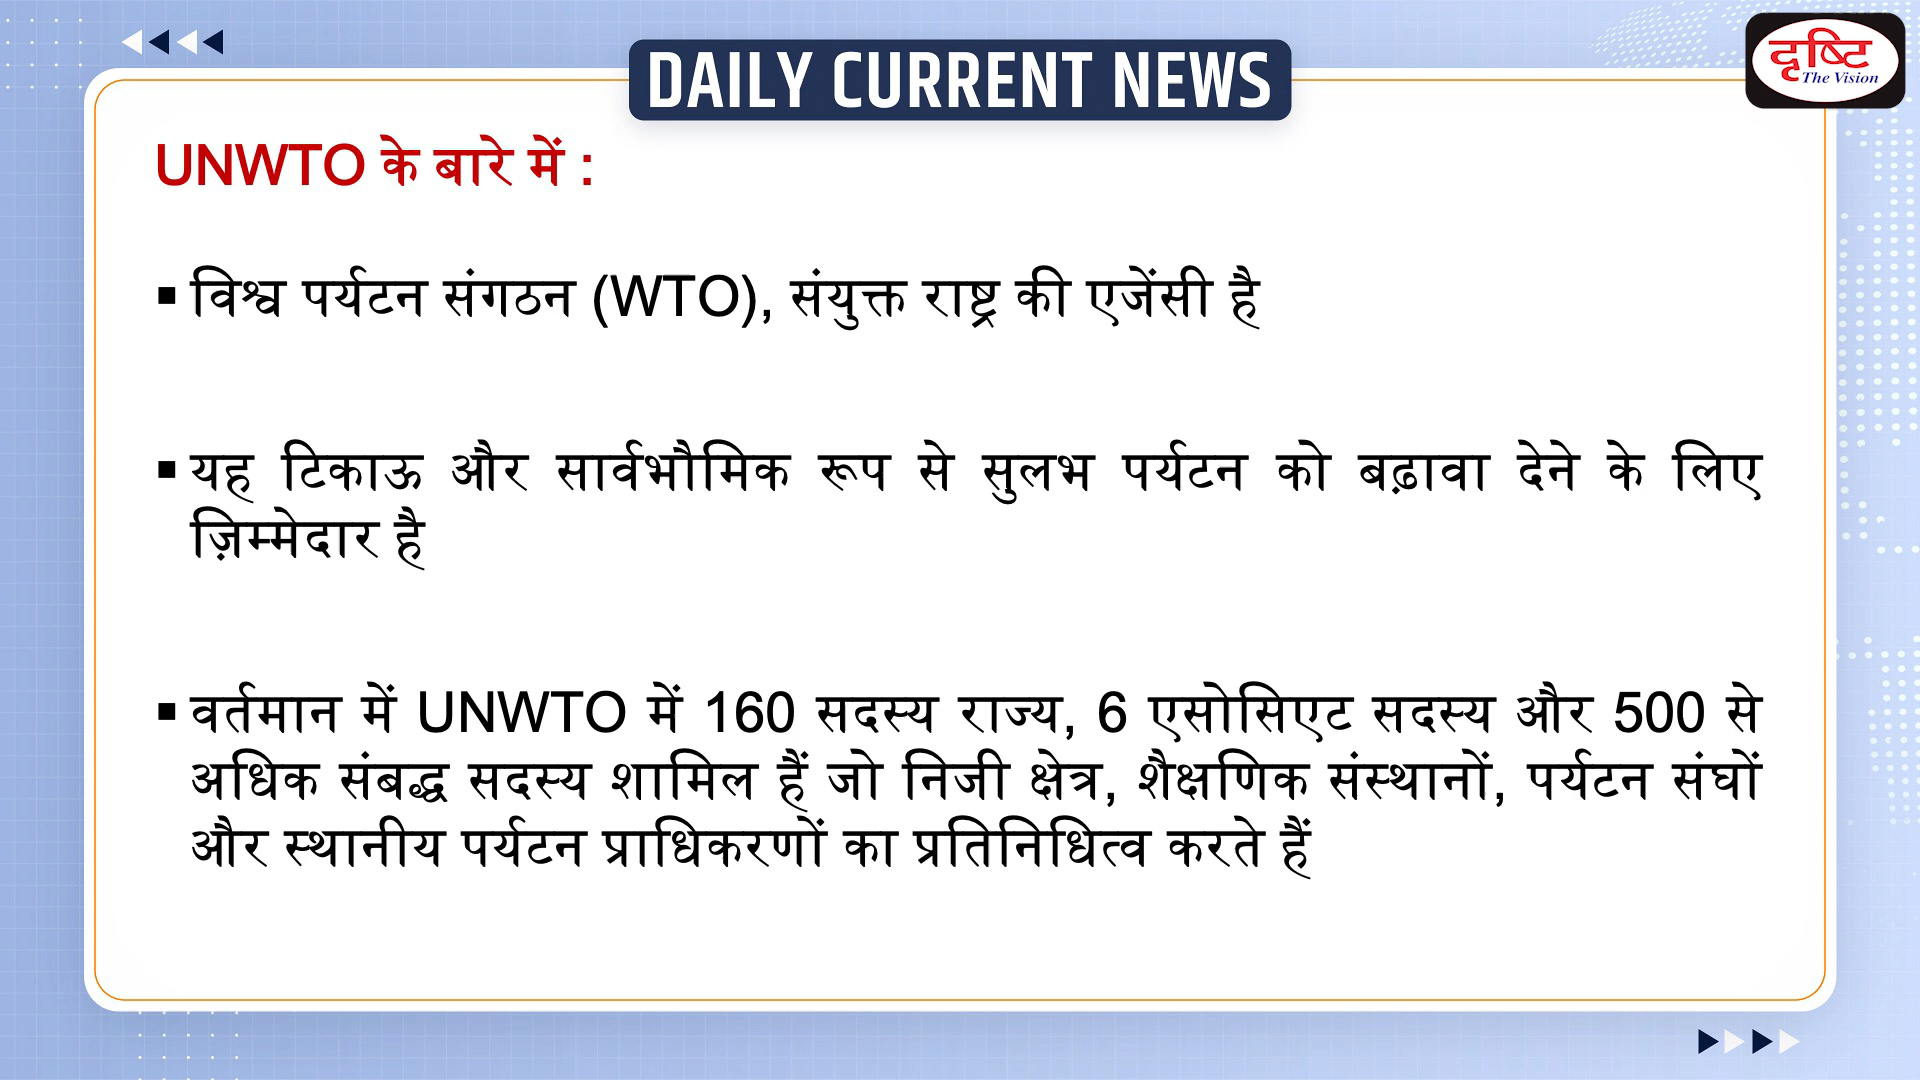 DAILY CURRENT NEWS
दृष्टि
The Vision
UNWTO के बारे में :
▪ विश्व पर्यटन संगठन (WTO), संयुक्त राष्ट्र की एजेंसी है
▪ यह टिकाऊ और सार्वभौमिक रूप से सुलभ पर्यटन को बढ़ावा देने के लिए
ज़िम्मेदार है
▪ वर्तमान में UNWTO में 160 सदस्य राज्य, 6 एसोसिएट सदस्य और 500 से
अधिक संबद्ध सदस्य शामिल हैं जो निजी क्षेत्र, शैक्षणिक संस्थानों, पर्यटन संघों
और स्थानीय पर्यटन प्राधिकरणों का प्रतिनिधित्व करते हैं